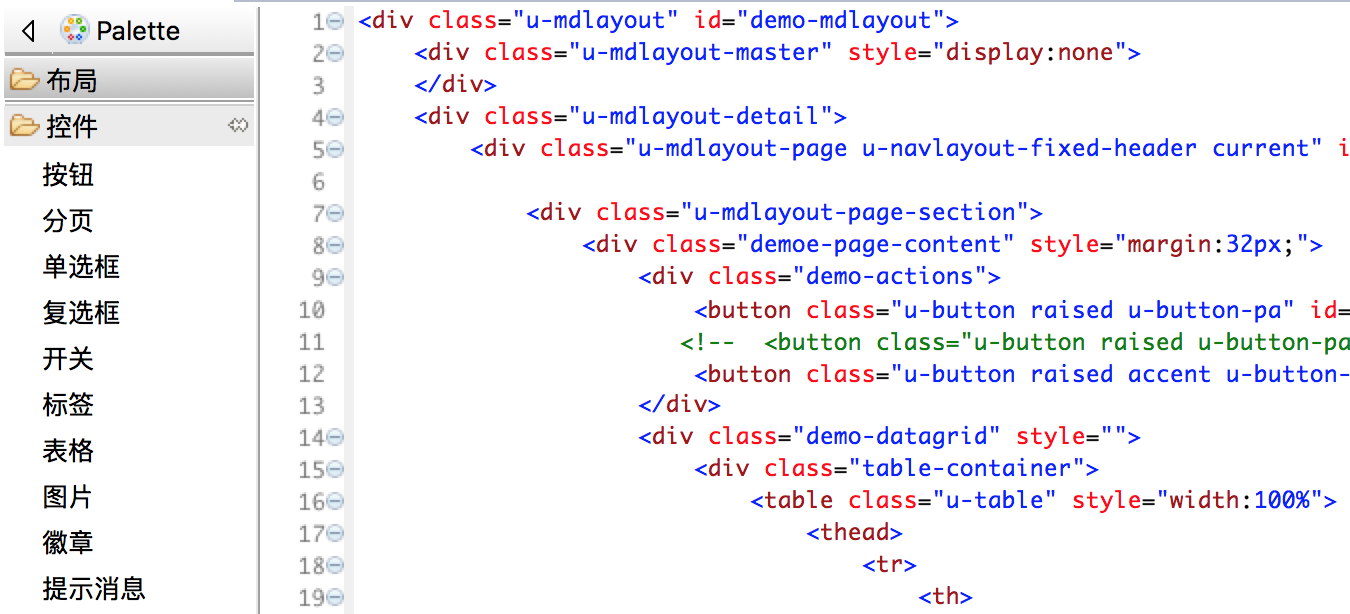 Palette
布局
控件
按钮
分页
单选框
复选框
开关
标签
表格
图片
徽章
提示消息
1 <div class="u-mdlayout" id="demo-mdlayout">
2 <div class="u-mdlayout-master" style="display:none">
3 </div>
4 <div class="u-mdlayout-detail">
5 <div class="u-mdlayout-page u-navlayout-fixed-header current" i
6
7 <div class="u-mdlayout-page-section">
8 <div class="demoe-page-content" style="margin:32px;">
9 <div class="demo-actions">
10 <button class="u-button raised u-button-pa" id=
11 <!-- <button class="u-button raised u-button-pa
12 <button class="u-button raised accent u-button-
13 </div>
14 <div class="demo-datagrid" style="">
15 <div class="table-container">
16 <table class="u-table" style="width:100%">
17 <thead>
18 <tr>
19 <th>